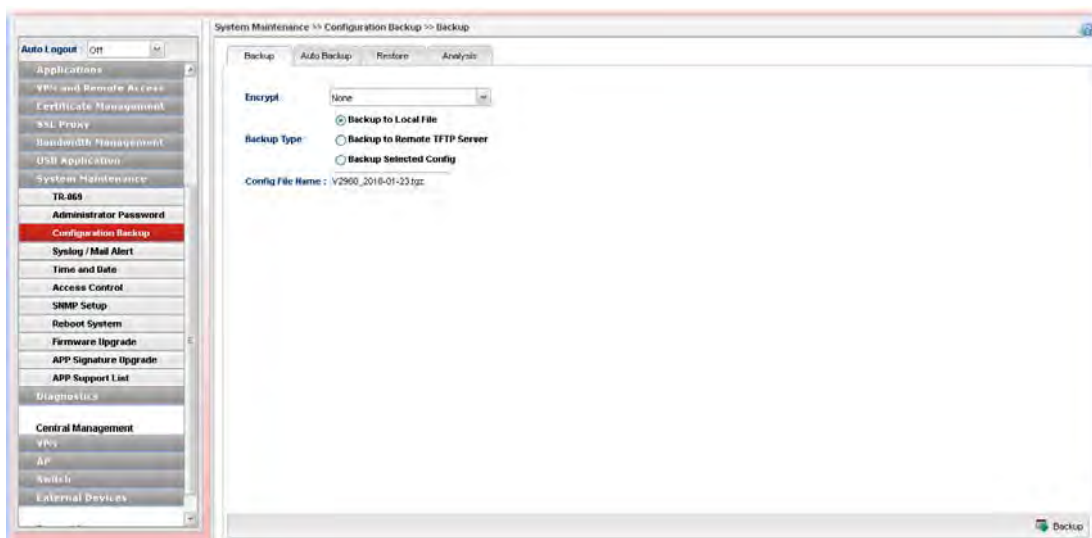 System Maintenance >> Configuration Backup >> Backup
Auto Logout : Off
Applications
VPN and Remote Access
Certificate Management
SSL Proxy
Bandwidth Management
USB Application
System Maintenance
TR-069
Administrator Password
Configuration Backup
Syslog / Mail Alert
Time and Date
Access Control
SNMP Setup
Reboot System
Firmware Upgrade
APP Signature Upgrade
APP Support List
Diagnostics
Central Management
VPN
AP
Switch
External Devices
Backup Auto Backup Restore Analysis
Encrypt None
Backup Type
Backup to Local File
Backup to Remote TFTP Server
Backup Selected Config
Config File Name : V2960_2018-01-23.tgz
Backup